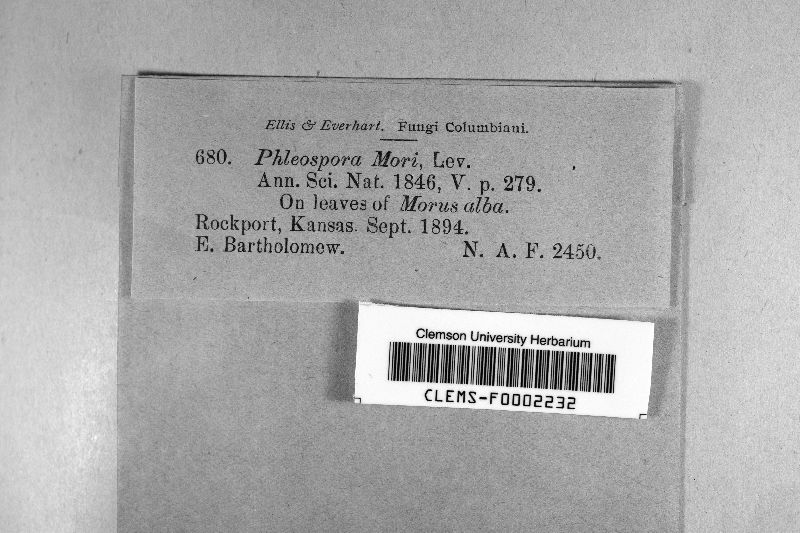 Ellis & Everhart. Fungi Columbiani.
680. Phleospora Mori, Lev.
Ann. Sci. Nat. 1846, V. p. 279.
On leaves of Morus alba.
Rockport, Kansas. Sept. 1894.
E. Bartholomew. N. A. F. 2450.
Clemson University Herbarium
CLEMS-F0002232